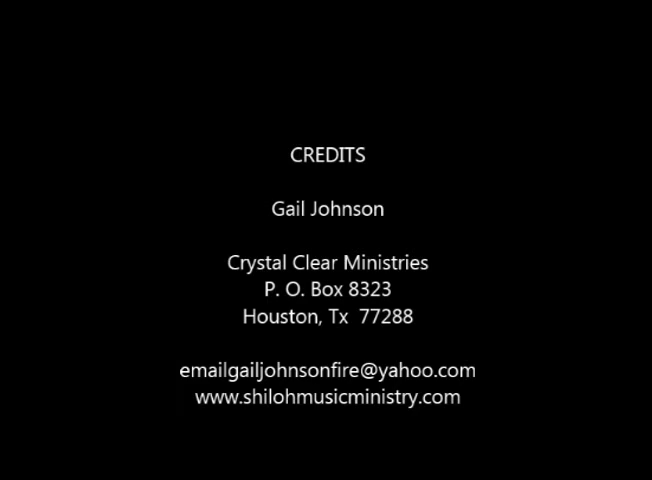 CREDITS
Gail Johnson
Crystal Clear Ministries
P. O. Box 8323
Houston, Tx  77288
emailgailjohnsonfire@yahoo.com
www.shilohmusicministry.com